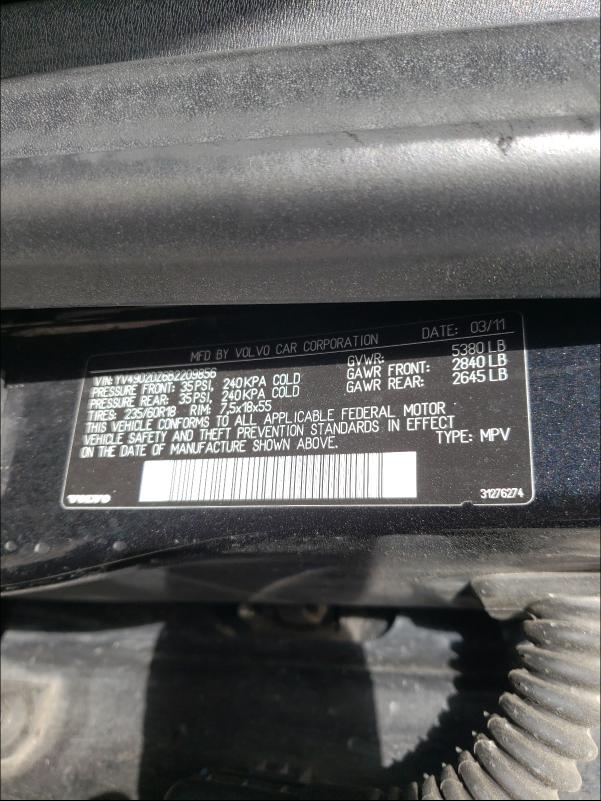 MFD BY VOLVO CAR CORPORATION DATE: 03/11
VIN: YV4902DZ6B2209856 GVWR: 5380 LB
PRESSURE FRONT: 35PSI, 240KPA COLD GAWR FRONT: 2840 LB
PRESSURE REAR: 35PSI, 240KPA COLD GAWR REAR: 2645 LB
TIRES: 235/60R18 RIM: 7,5x18x55
THIS VEHICLE CONFORMS TO ALL APPLICABLE FEDERAL MOTOR
VEHICLE SAFETY AND THEFT PREVENTION STANDARDS IN EFFECT
ON THE DATE OF MANUFACTURE SHOWN ABOVE. TYPE: MPV
VOLVO 31276274